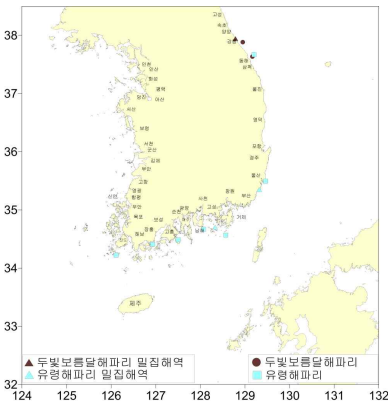 고성
속초
양양
강릉
동해
삼척
울진
영덕
포항
경주
울산
부산
거제
인천
안산
화성
평택
당진
아산
서산
보령
서천
군산
김제
부안
고창
영광
함평
무안
신안
목포
진도
해남
강진
장흥
보성
고흥
순천
광양
여수
남해
사천
고성
창원
제주
두빛보름달해파리 밀집해역
유령해파리 밀집해역
두빛보름달해파리
유령해파리
38
37
36
35
34
33
32
124 125 126 127 128 129 130 131 132